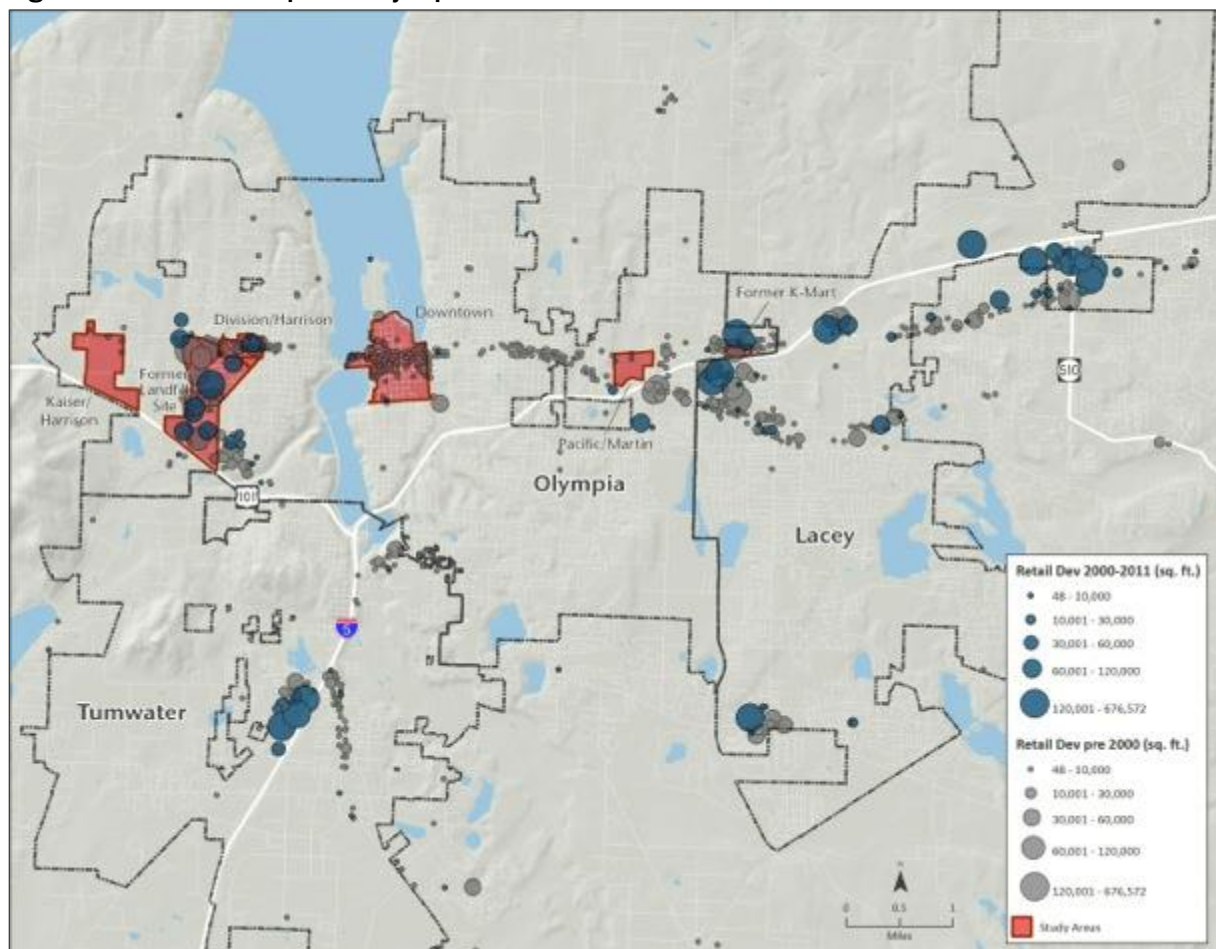 Division/Harrison
Downtown
Former K-Mart
Former
Landfill
Site
Kaiser/
Harrison
Pacific/Martin
510
101
Olympia
Lacey
5
Tumwater
Retail Dev 2000-2011 (sq. ft.)
48 - 10,000
10,001 - 30,000
30,001 - 60,000
60,001 - 120,000
120,001 - 676,572
Retail Dev pre 2000 (sq. ft.)
48 - 10,000
10,001 - 30,000
30,001 - 60,000
60,001 - 120,000
120,001 - 676,572
Study Areas
0 0.5 1
Miles